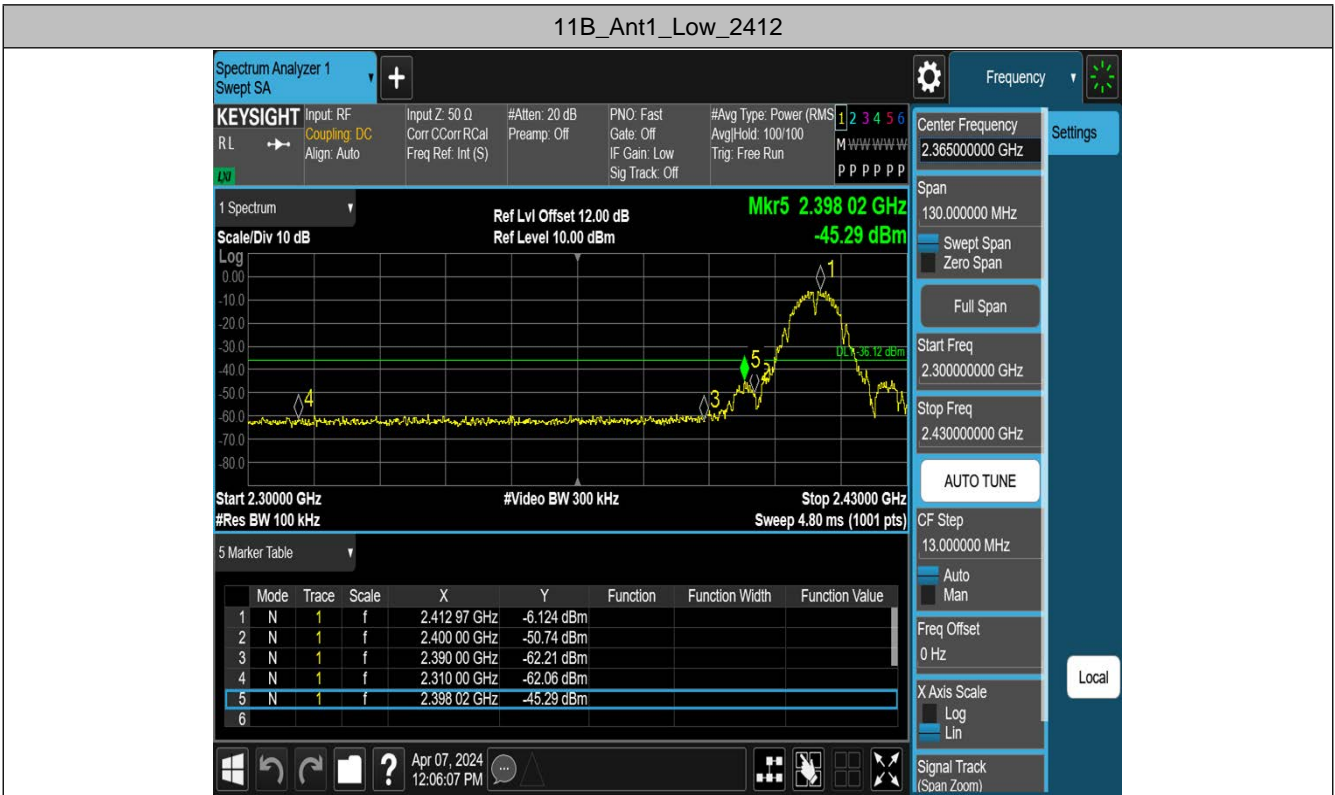 11B_Ant1_Low_2412
Spectrum Analyzer 1
Swept SA
+
Frequency
KEYSIGHT
RL
LXI
Input: RF
Coupling: DC
Align: Auto
Input Z: 50 Ω
Corr CCorr RCal
Freq Ref: Int (S)
#Atten: 20 dB
Preamp: Off
PNO: Fast
Gate: Off
IF Gain: Low
Sig Track: Off
#Avg Type: Power (RMS
Avg|Hold: 100/100
Trig: Free Run
1 2 3 4 5 6
M W W W W W
P P P P P P
1 Spectrum
Scale/Div 10 dB
Log
Ref Lvl Offset 12.00 dB
Ref Level 10.00 dBm
Mkr5 2.398 02 GHz
-45.29 dBm
0.00
-10.0
-20.0
-30.0
-40.0
-50.0
-60.0
-70.0
-80.0
1
DL1 -36.12 dBm
5
2
3
4
Start 2.30000 GHz
#Res BW 100 kHz
#Video BW 300 kHz
Stop 2.43000 GHz
Sweep 4.80 ms (1001 pts)
5 Marker Table
Mode Trace Scale X Y Function Function Width Function Value
1 N 1 f 2.412 97 GHz -6.124 dBm
2 N 1 f 2.400 00 GHz -50.74 dBm
3 N 1 f 2.390 00 GHz -62.21 dBm
4 N 1 f 2.310 00 GHz -62.06 dBm
5 N 1 f 2.398 02 GHz -45.29 dBm
6
?
Apr 07, 2024
12:06:07 PM
Center Frequency
2.365000000 GHz
Settings
Span
130.000000 MHz
Swept Span
Zero Span
Full Span
Start Freq
2.300000000 GHz
Stop Freq
2.430000000 GHz
AUTO TUNE
CF Step
13.000000 MHz
Auto
Man
Freq Offset
0 Hz
Local
X Axis Scale
Log
Lin
Signal Track
(Span Zoom)